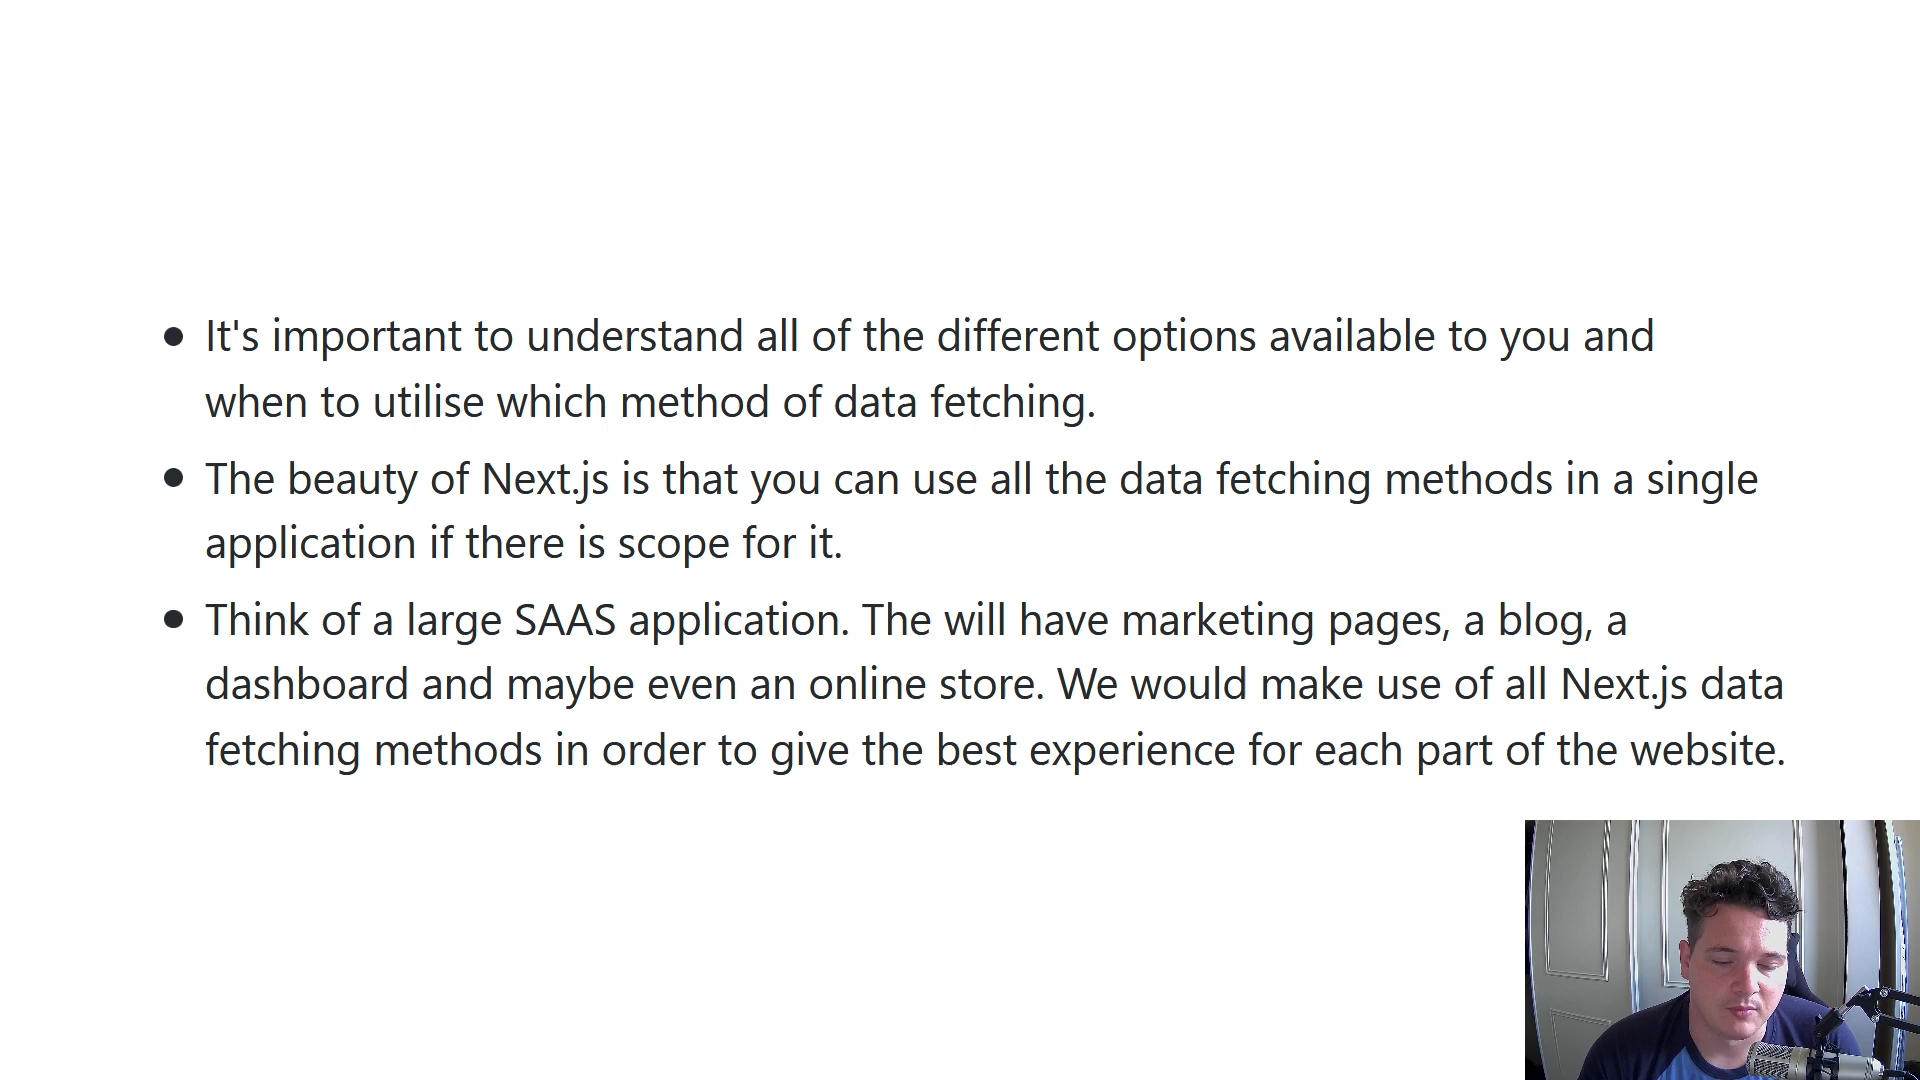 It's important to understand all of the different options available to you and
when to utilise which method of data fetching.
The beauty of Next.js is that you can use all the data fetching methods in a single
application if there is scope for it.
Think of a large SAAS application. The will have marketing pages, a blog, a
dashboard and maybe even an online store. We would make use of all Next.js data
fetching methods in order to give the best experience for each part of the website.